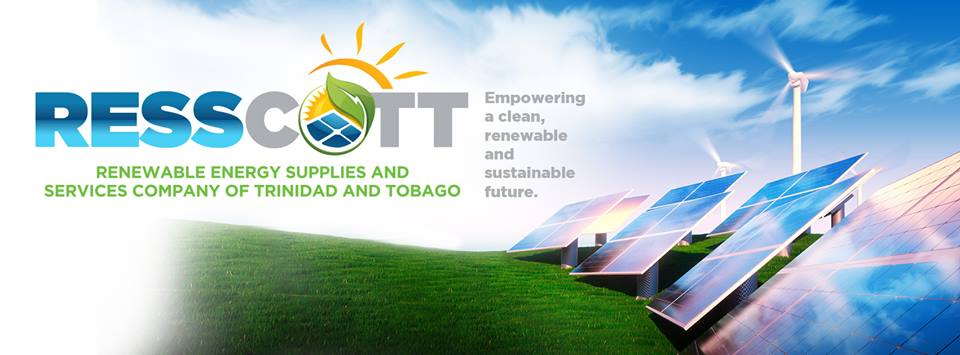 RESSCOTT
RENEWABLE ENERGY SUPPLIES AND
SERVICES COMPANY OF TRINIDAD AND TOBAGO
Empowering
a clean,
renewable
and
sustainable
future.